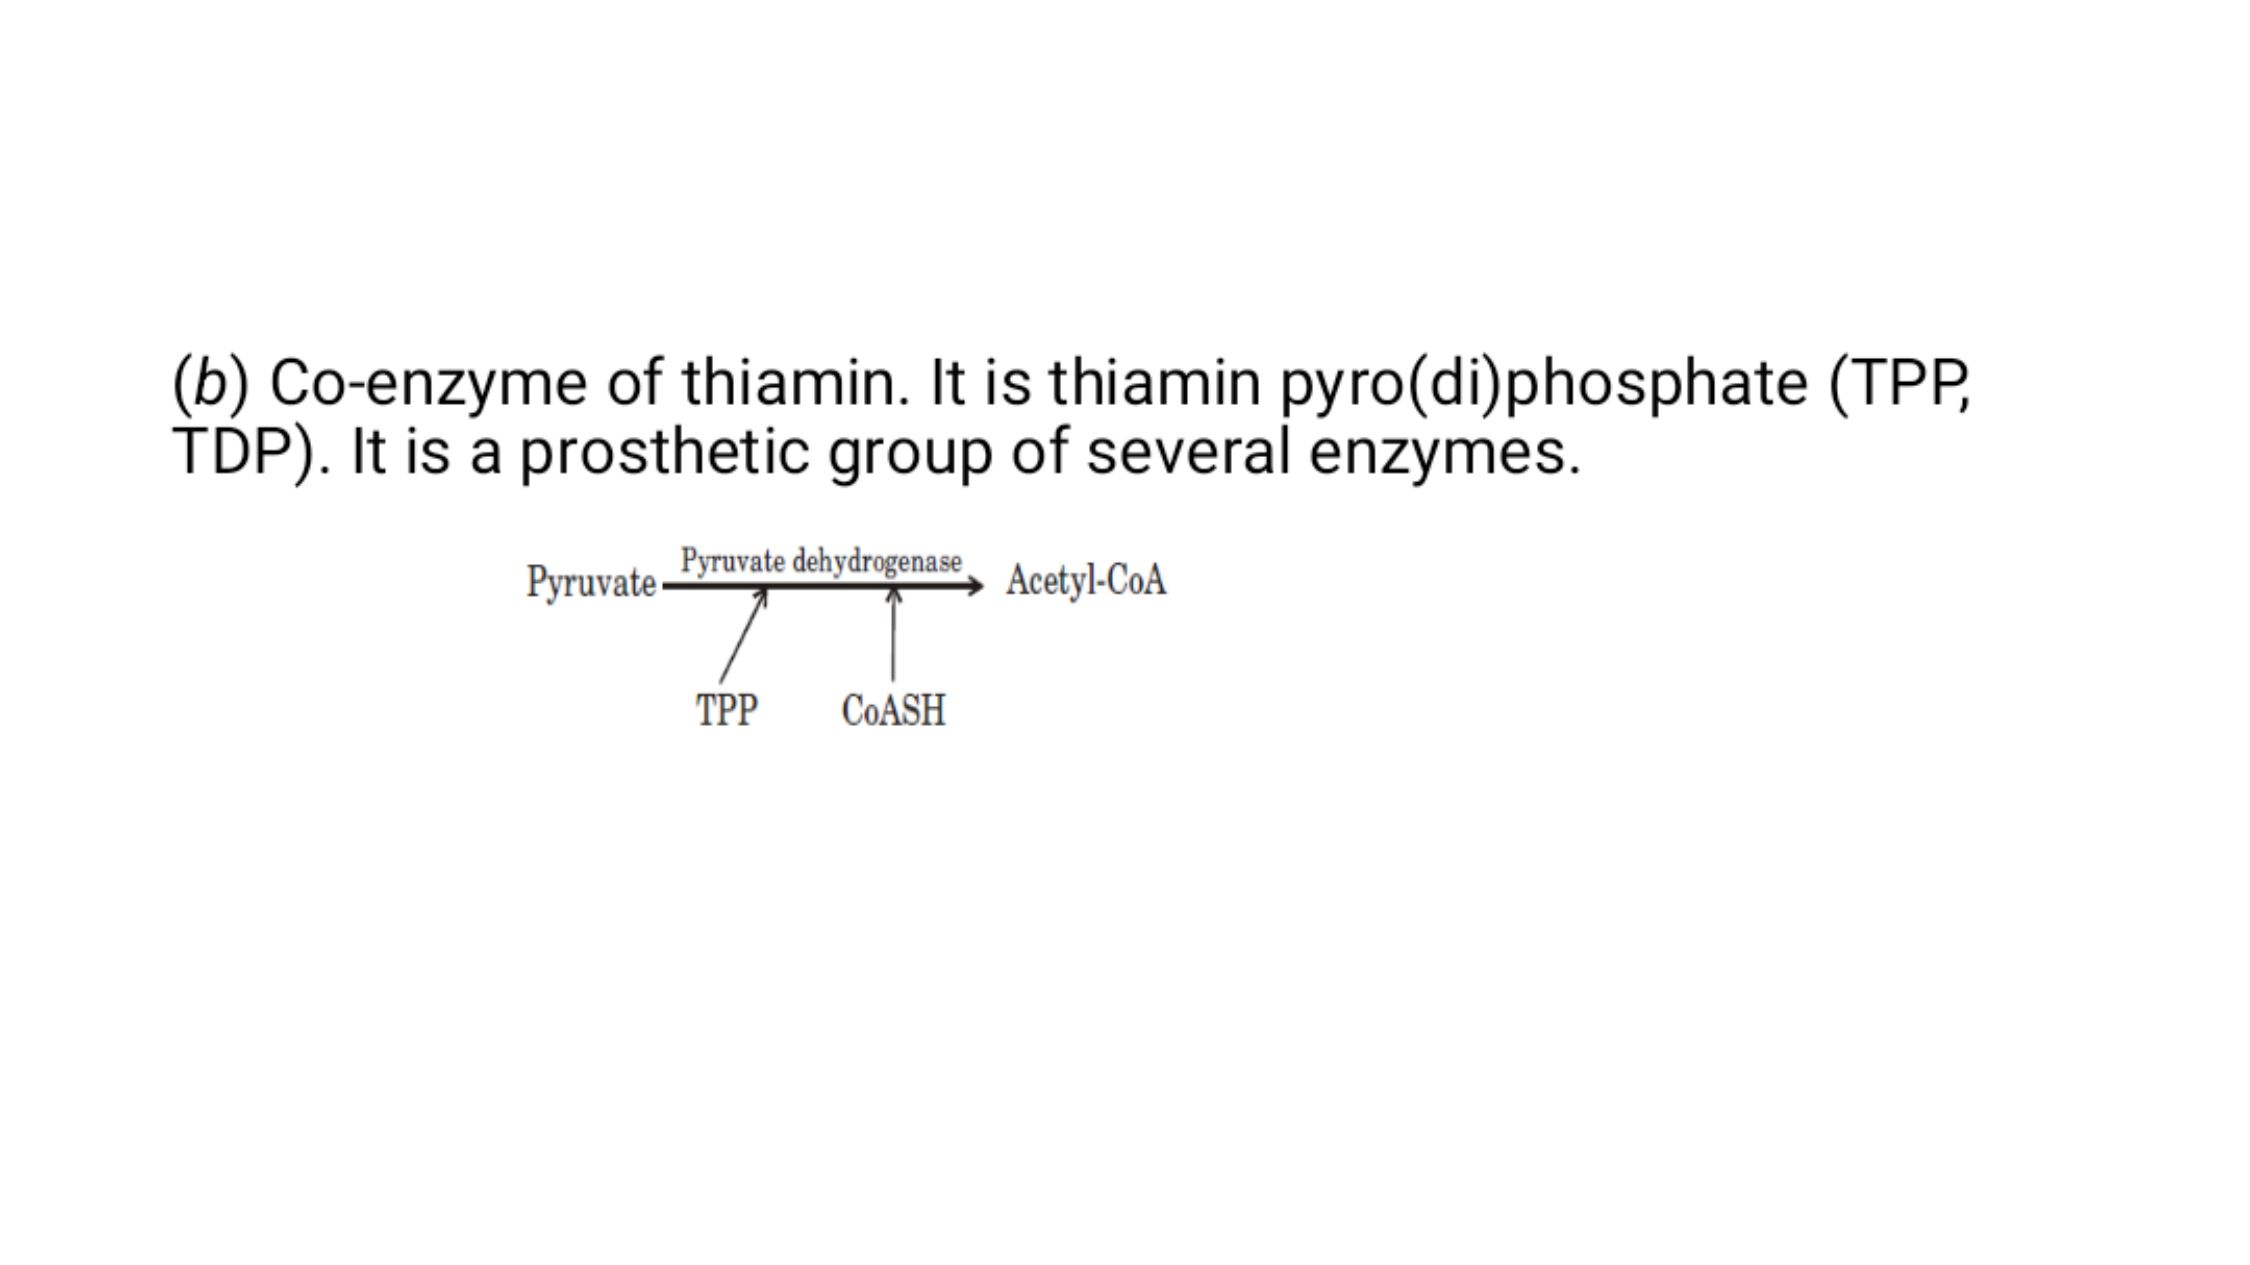 (b) Co-enzyme of thiamin. It is thiamin pyro(di)phosphate (TPP,
TDP). It is a prosthetic group of several enzymes.
Pyruvate dehydrogenase
Pyruvate
Acetyl-CoA
TPP
CoASH